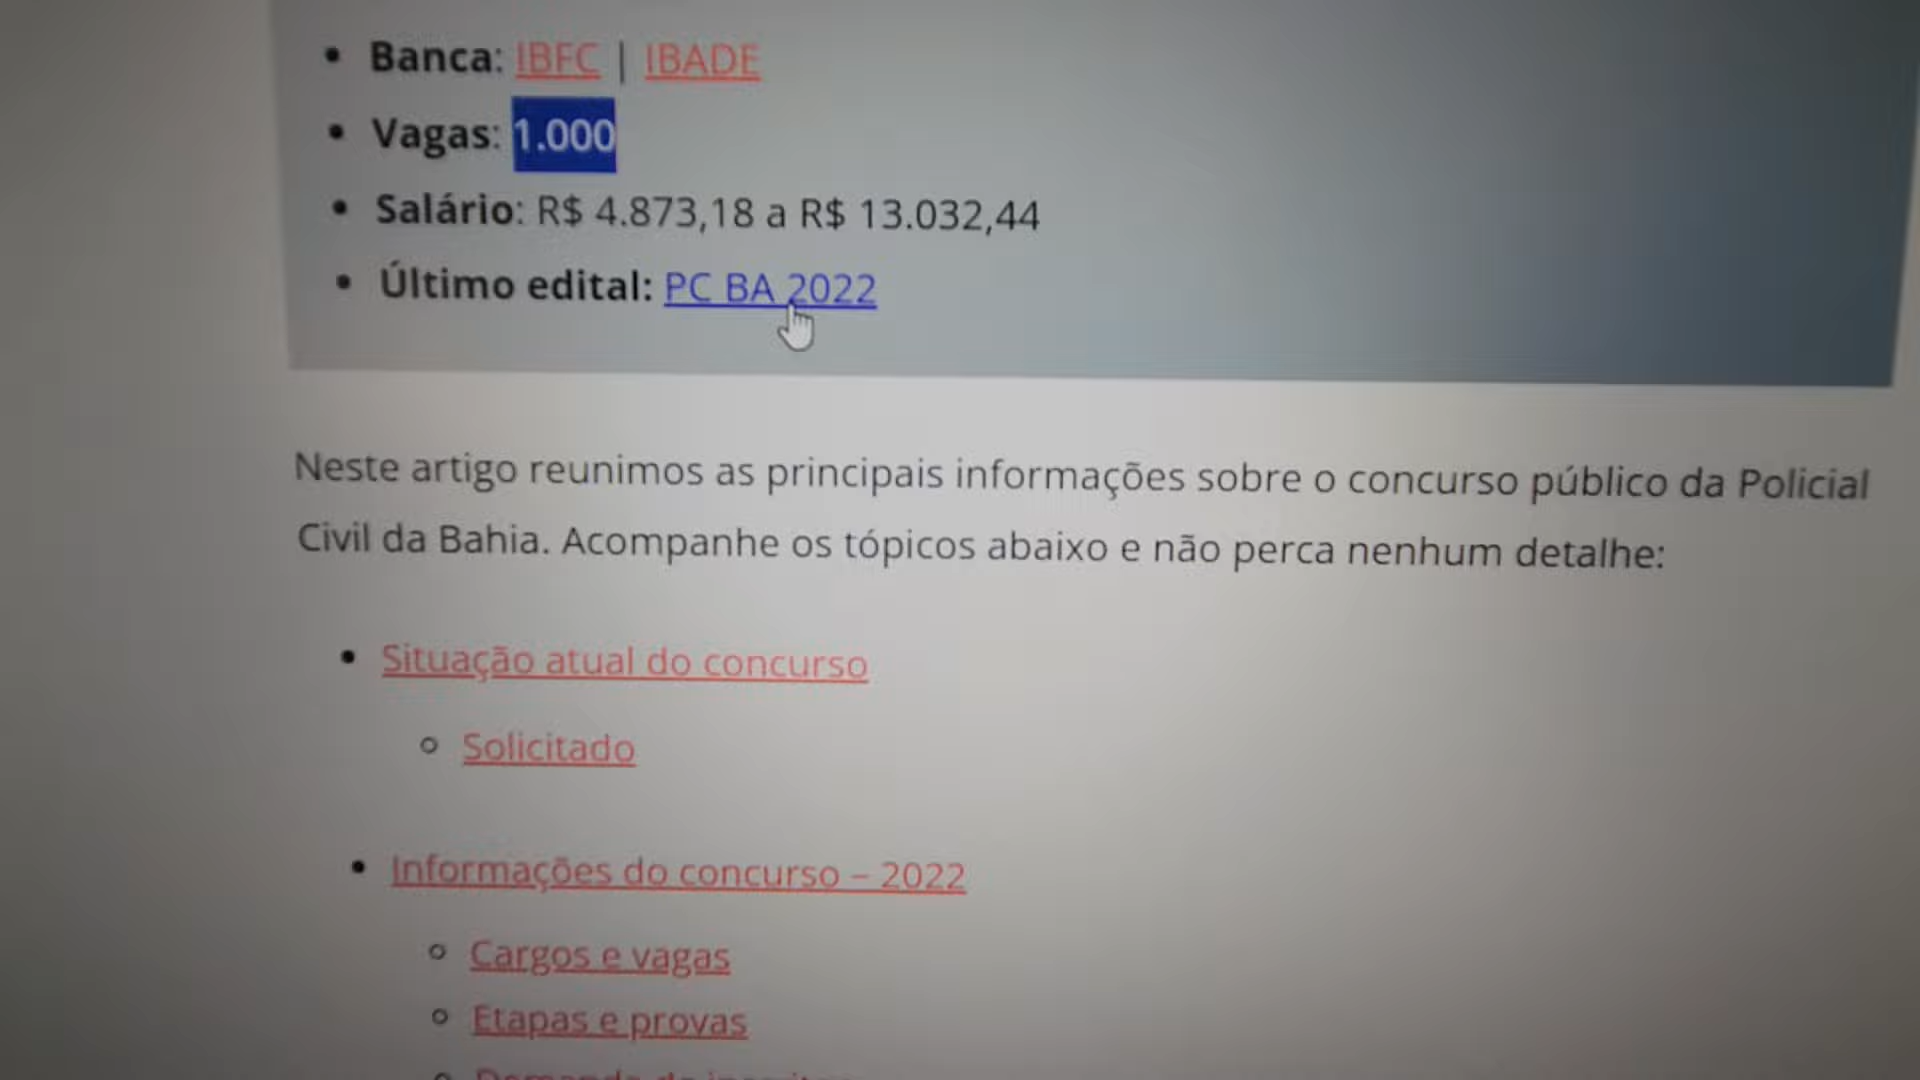 Banca: IBFC | IBADE
Vagas: 1.000
Salário: R$ 4.873,18 a R$ 13.032,44
Último edital: PC BA 2022
Neste artigo reunimos as principais informações sobre o concurso público da Policial
Civil da Bahia. Acompanhe os tópicos abaixo e não perca nenhum detalhe:
Situação atual do concurso
Solicitado
Informações do concurso – 2022
Cargos e vagas
Etapas e provas